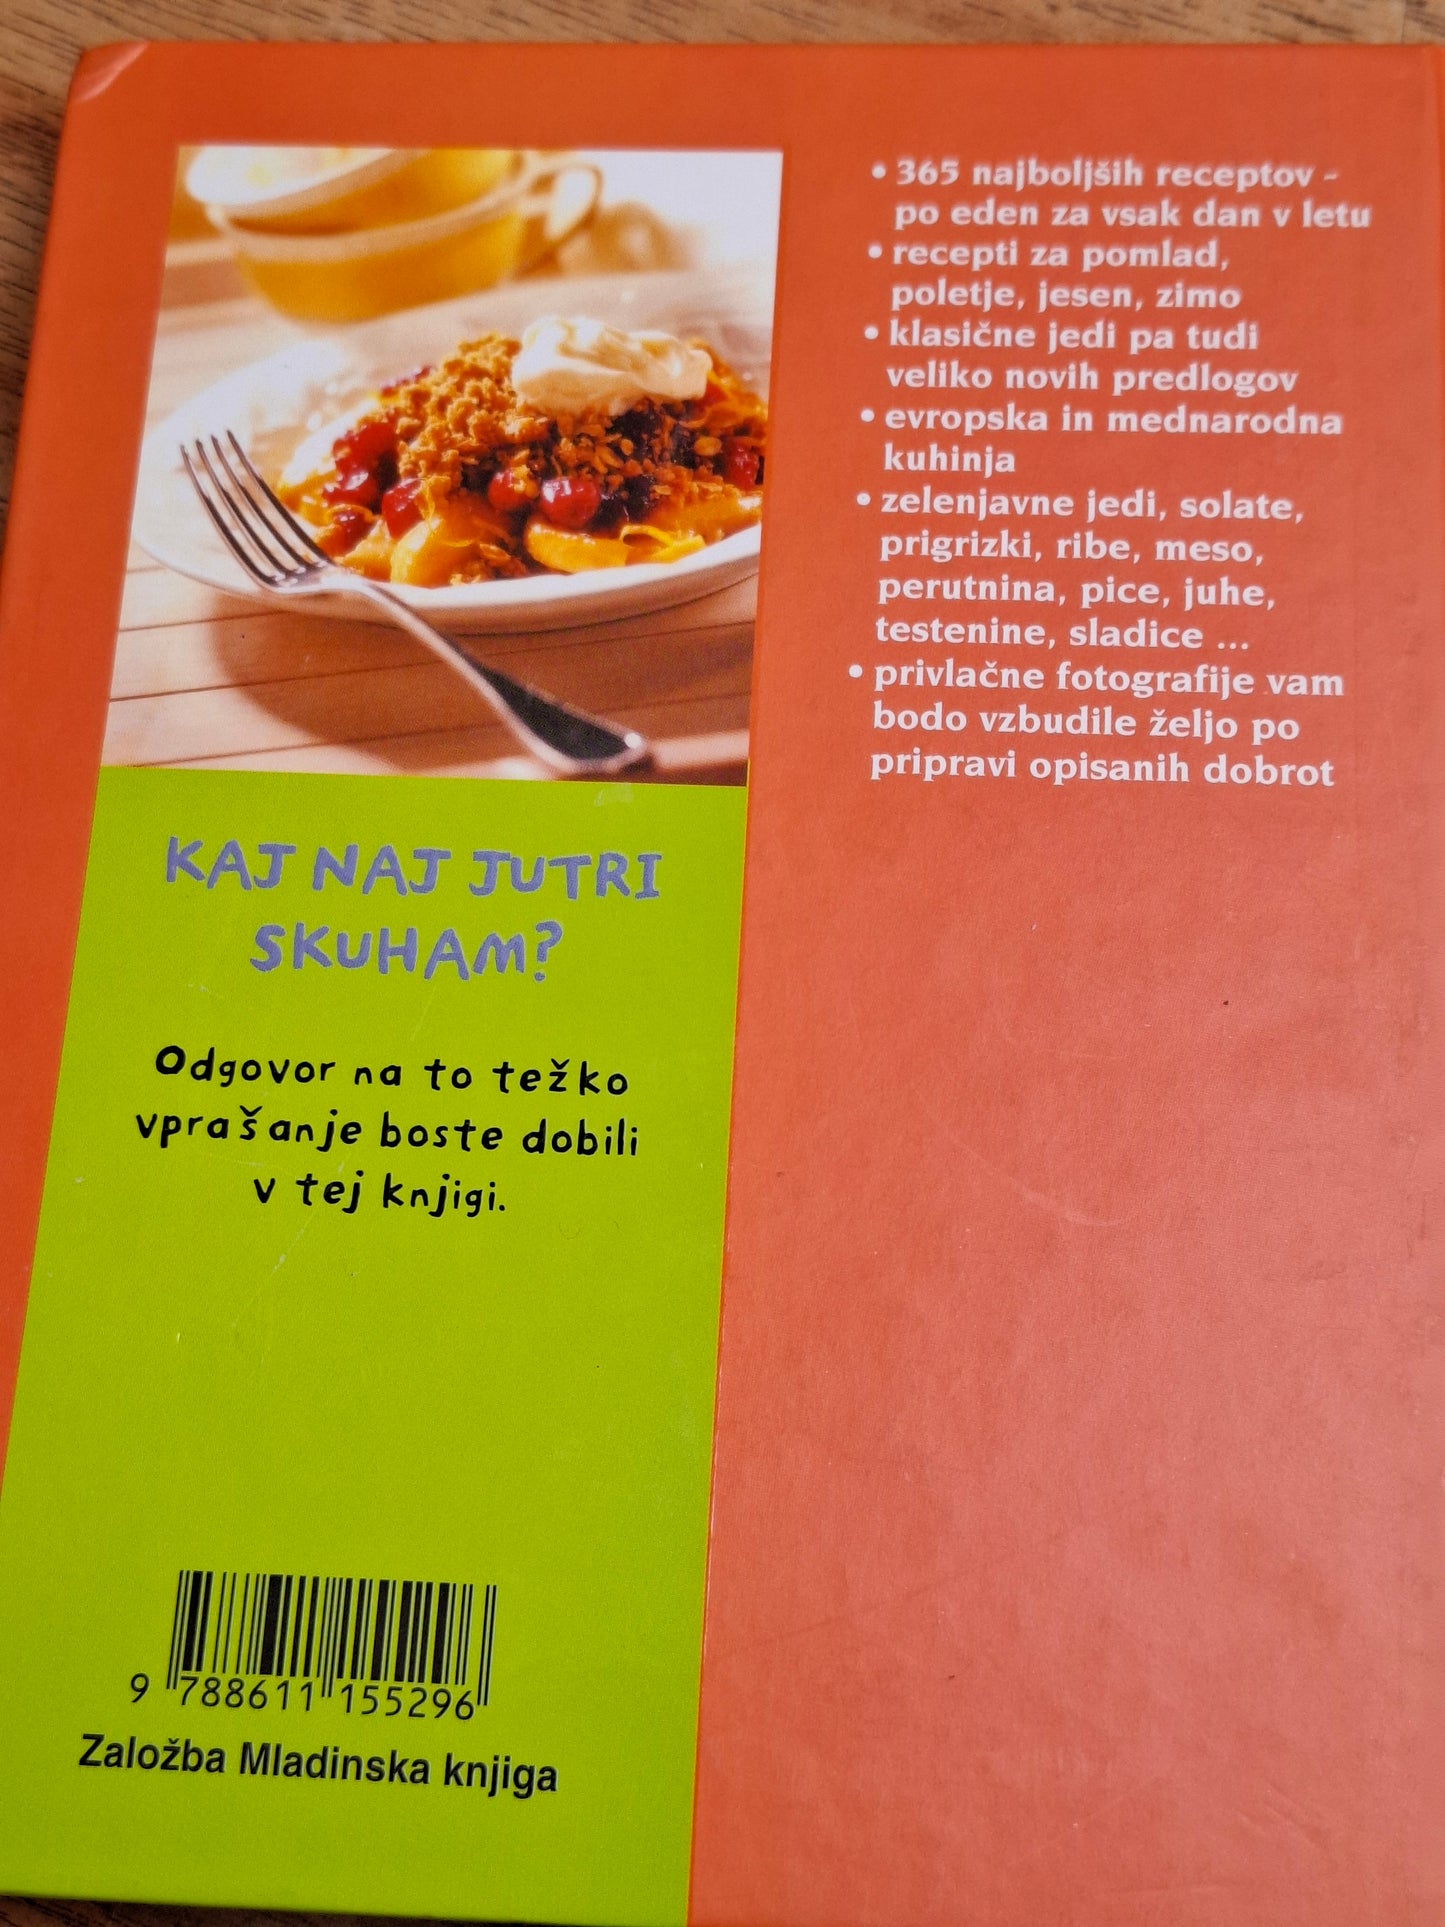 • 365 najboljših receptov -
po eden za vsak dan v letu
• recepti za pomlad,
poletje, jesen, zimo
• klasične jedi pa tudi
veliko novih predlogov
• evropska in mednarodna
kuhinja
• zelenjavne jedi, solate,
prigrizki, ribe, meso,
perutnina, pice, juhe,
testenine, sladice ...
• privlačne fotografije vam
bodo vzbudile željo po
pripravi opisanih dobrot
KAJ NAJ JUTRI
SKUHAM?
Odgovor na to težko
vprašanje boste dobili
v tej knjigi.
9 788611 155296
Založba Mladinska knjiga